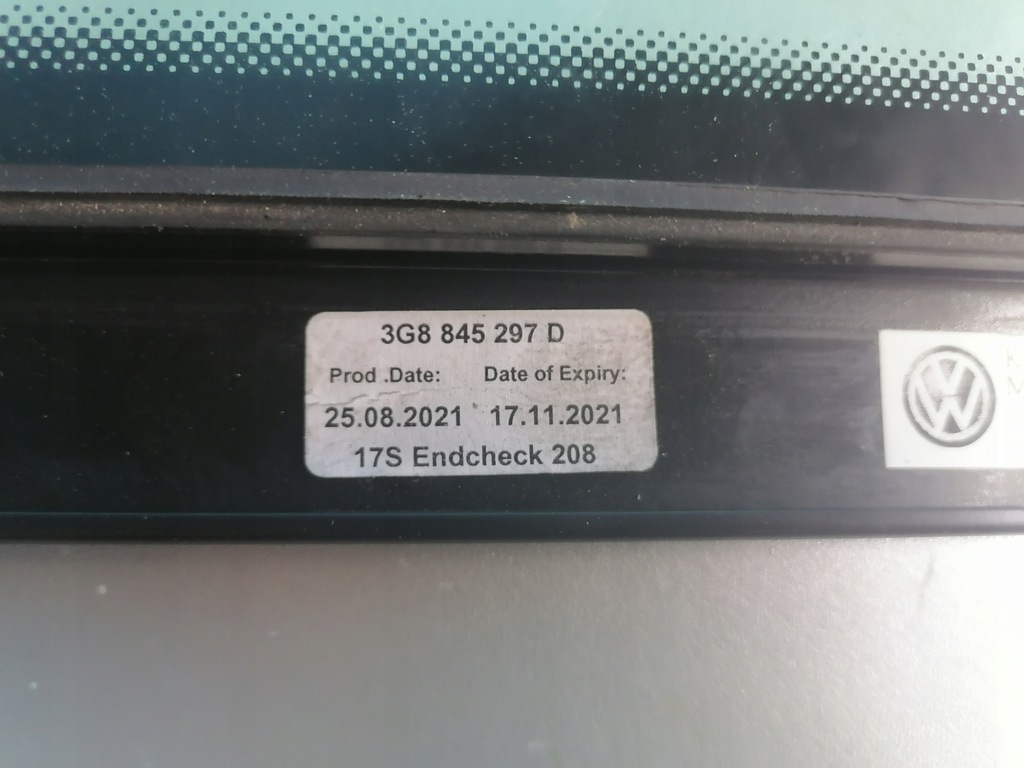 3G8 845 297 D
Prod .Date: Date of Expiry:
25.08.2021 17.11.2021
17S Endcheck 208
K
M